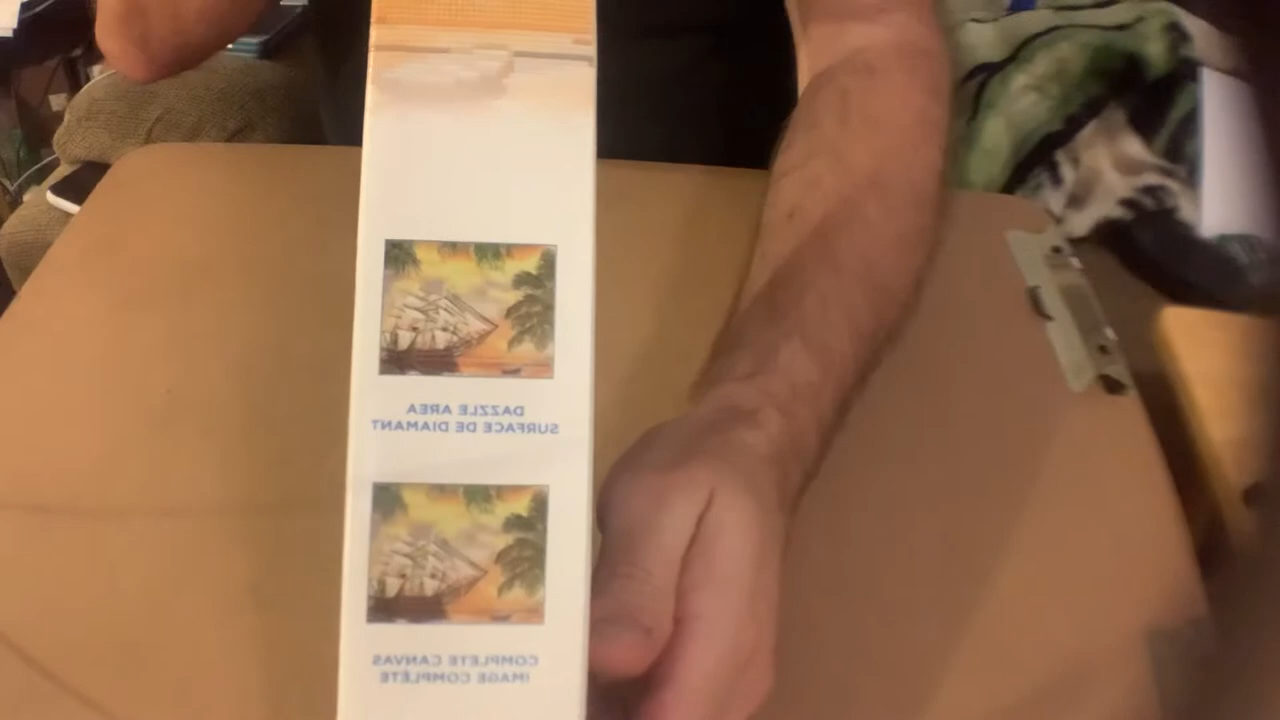 DAZZLE AREA
SURFACE DE DIAMANT
COMPLETE CANVAS
IMAGE COMPLÈTE